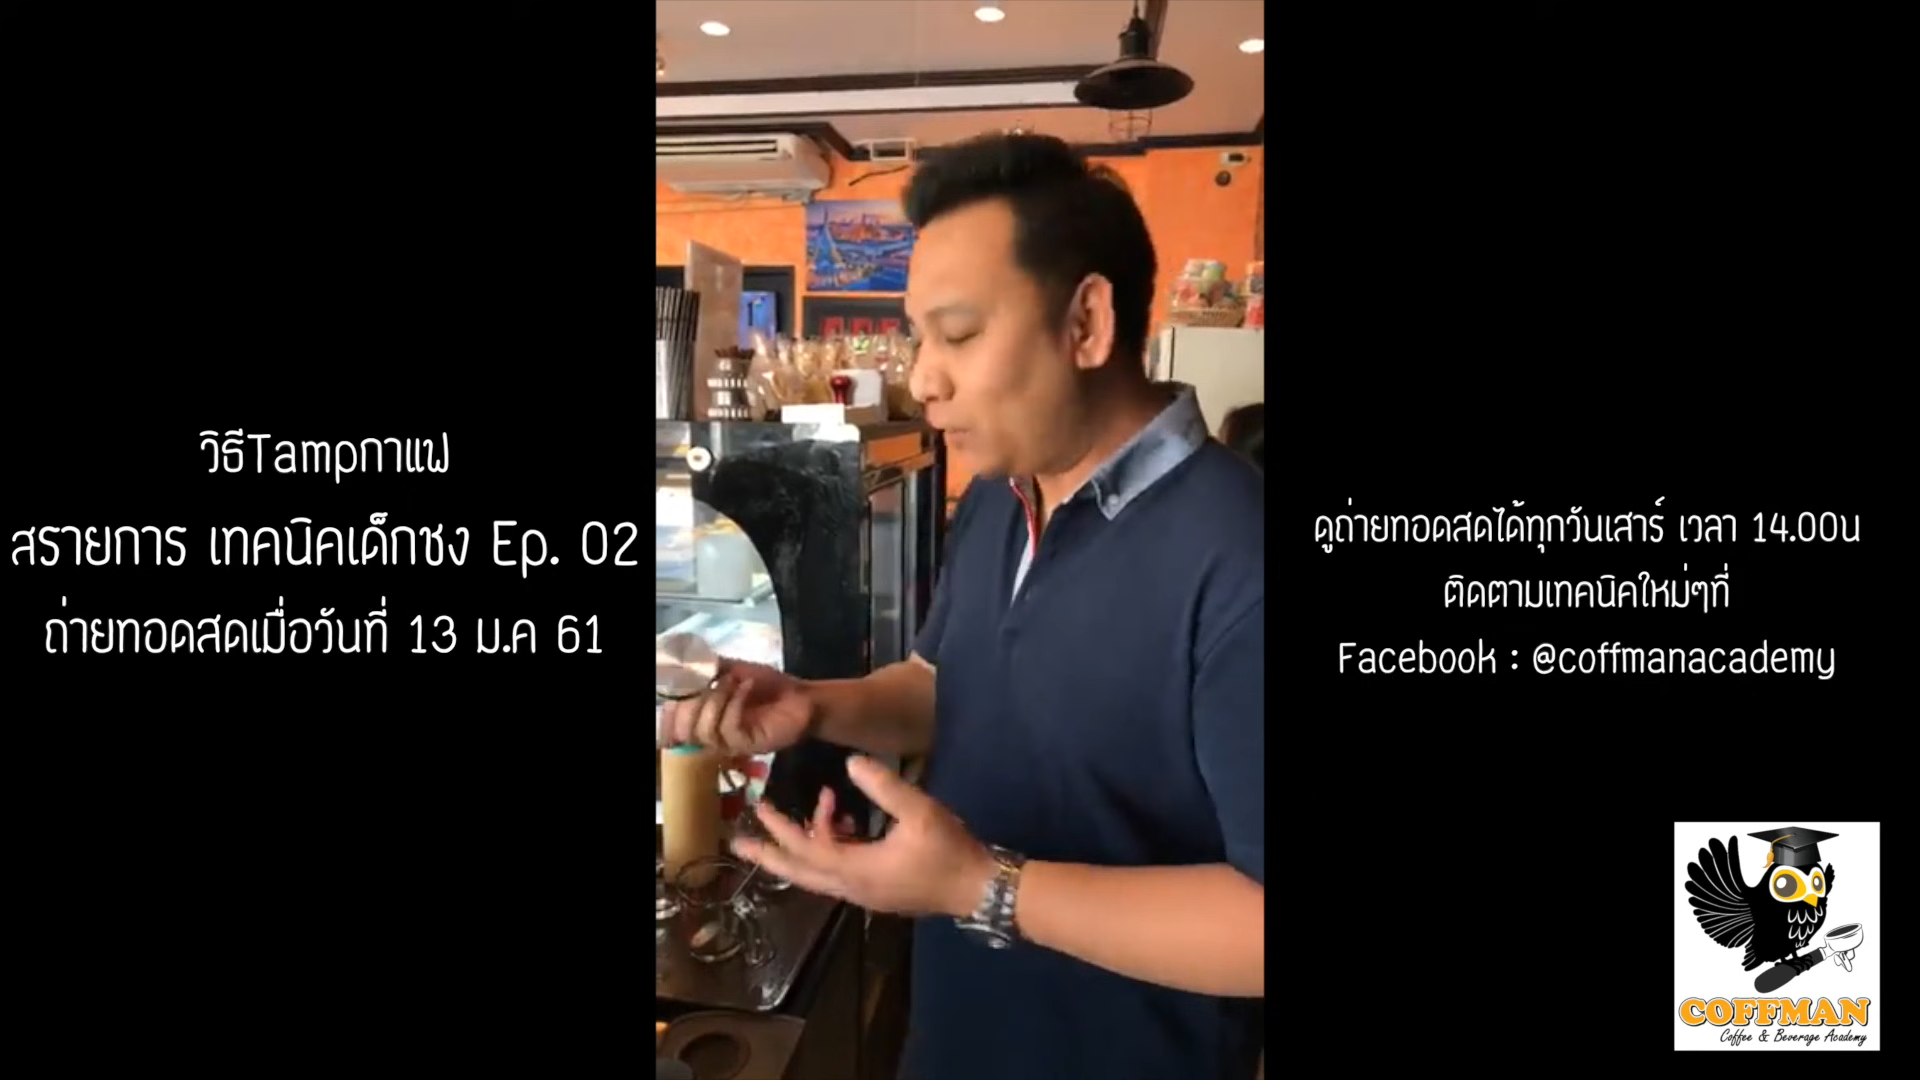 วิธีTampกาแฟ
สรายการ เทคนิคเด็กชง Ep. 02
ถ่ายทอดสดเมื่อวันที่ 13 ม.ค 61
ดูถ่ายทอดสดได้ทุกวันเสาร์ เวลา 14.00น
ติดตามเทคนิคใหม่ๆที่
Facebook : @coffmanacademy
COFFMAN
Coffee & Beverage Academy